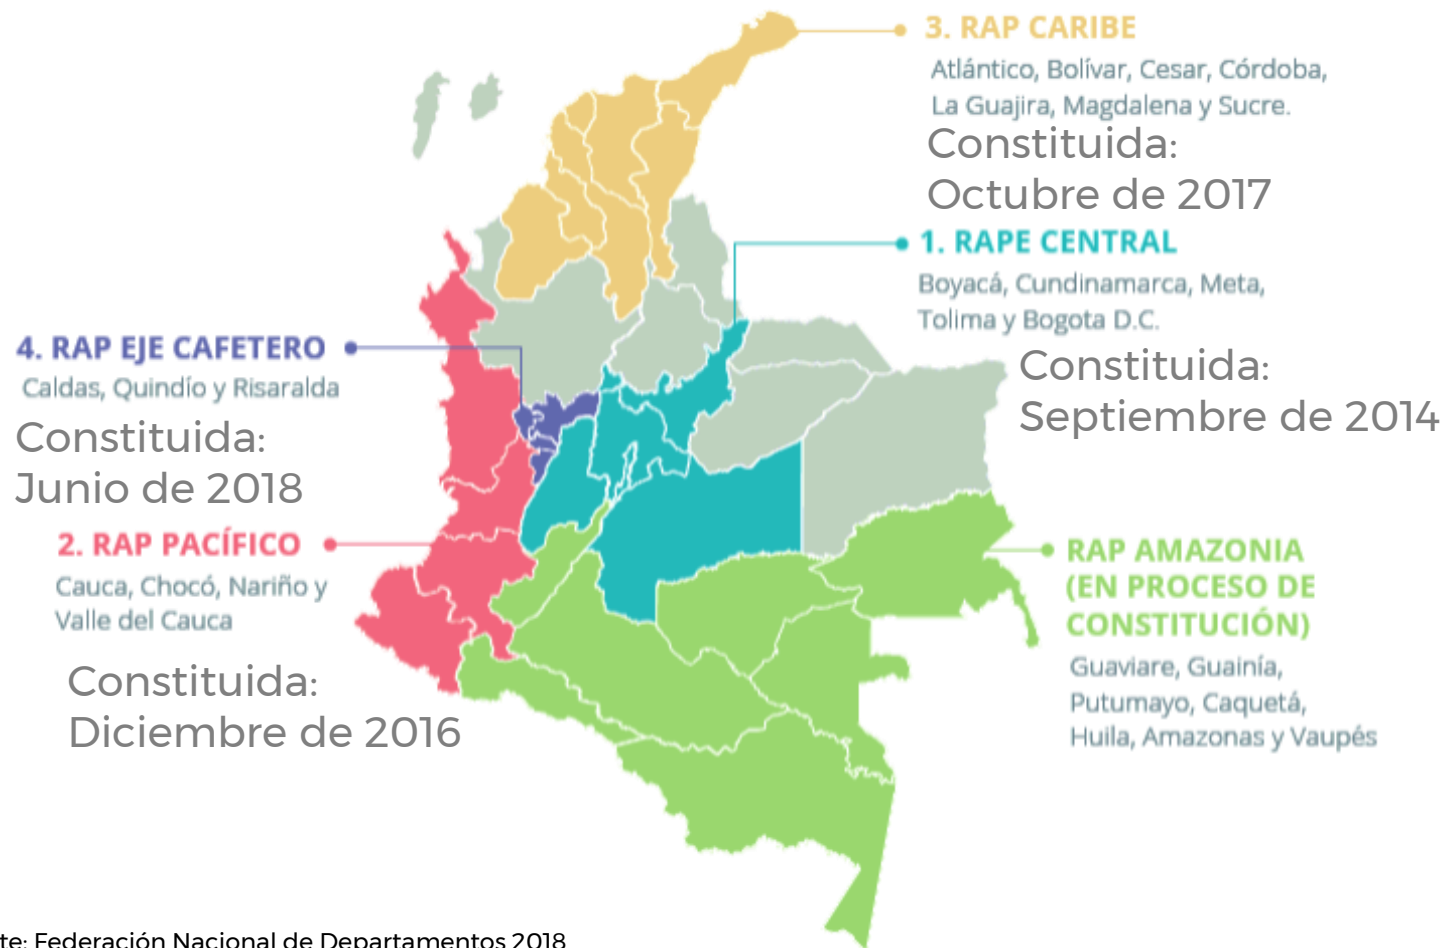 3. RAP CARIBE
Atlántico, Bolívar, Cesar, Córdoba,
La Guajira, Magdalena y Sucre.
Constituida:
Octubre de 2017
1. RAPE CENTRAL
Boyacá, Cundinamarca, Meta,
Tolima y Bogota D.C.
Constituida:
Septiembre de 2014
4. RAP EJE CAFETERO
Caldas, Quindío y Risaralda
Constituida:
Junio de 2018
2. RAP PACÍFICO
Cauca, Chocó, Nariño y
Valle del Cauca
Constituida:
Diciembre de 2016
RAP AMAZONIA
(EN PROCESO DE
CONSTITUCIÓN)
Guaviare, Guainía,
Putumayo, Caquetá,
Huila, Amazonas y Vaupés
te: Federación Nacional de Departamentos 2018